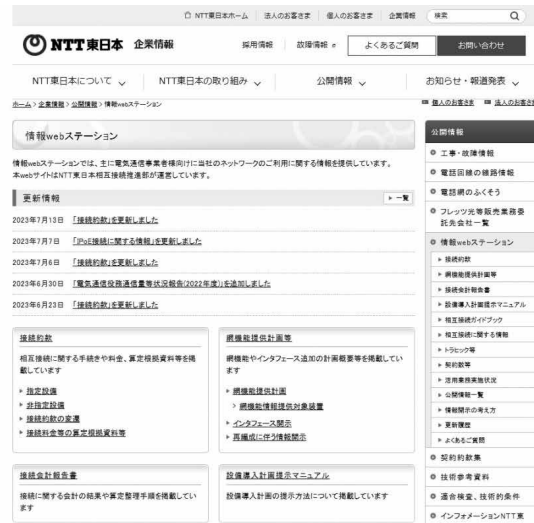 NTT東日本ホーム 法人のお客さま 個人のお客さま 企業情報 検索
NTT東日本 企業情報 採用情報 故障情報 よくあるご質問 お問い合わせ
NTT東日本について NTT東日本の取り組み 公開情報 お知らせ・報道発表
ホーム > 企業情報 > 公開情報 > 情報webステーション
個人のお客さま 法人のお客さま
情報webステーション
情報webステーションでは、主に電気通信事業者様向けに当社のネットワークのご利用に関する情報を提供しています。
本webサイトはNTT東日本相互接続推進部が運営しています。
更新情報 一覧
2023年7月13日 「接続約款」を更新しました
2023年7月7日 「IPoE接続に関する情報」を更新しました
2023年7月6日 「接続約款」を更新しました
2023年6月30日 「電気通信役務通信量等状況報告(2022年度)」を追加しました
2023年6月23日 「接続約款」を更新しました
接続約款
相互接続に関する手続きや料金、算定根拠資料等を掲
載しています
指定設備
非指定設備
接続約款の変遷
接続料金等の算定根拠資料等
網機能提供計画等
網機能やインタフェース追加の計画概要等を掲載してい
ます
網機能提供計画
網機能情報提供対象装置
インタフェース開示
再編成に伴う情報開示
接続会計報告書
接続に関する会計の結果や算定整理手順を掲載してい
ます
設備導入計画提示マニュアル
設備導入計画の提示方法について掲載しています
公開情報
工事・故障情報
電話回線の線路情報
電話網のふくそう
フレッツ光等販売業務委
託先会社一覧
情報webステーション
接続約款
網機能提供計画等
接続会計報告書
設備導入計画提示マニュアル
相互接続ガイドブック
相互接続に関する情報
トラヒック等
契約数等
活用業務実施状況
公開情報一覧
情報開示の考え方
更新履歴
よくあるご質問
契約約款集
技術参考資料
適合検査、技術的条件
インフォメーションNTT東